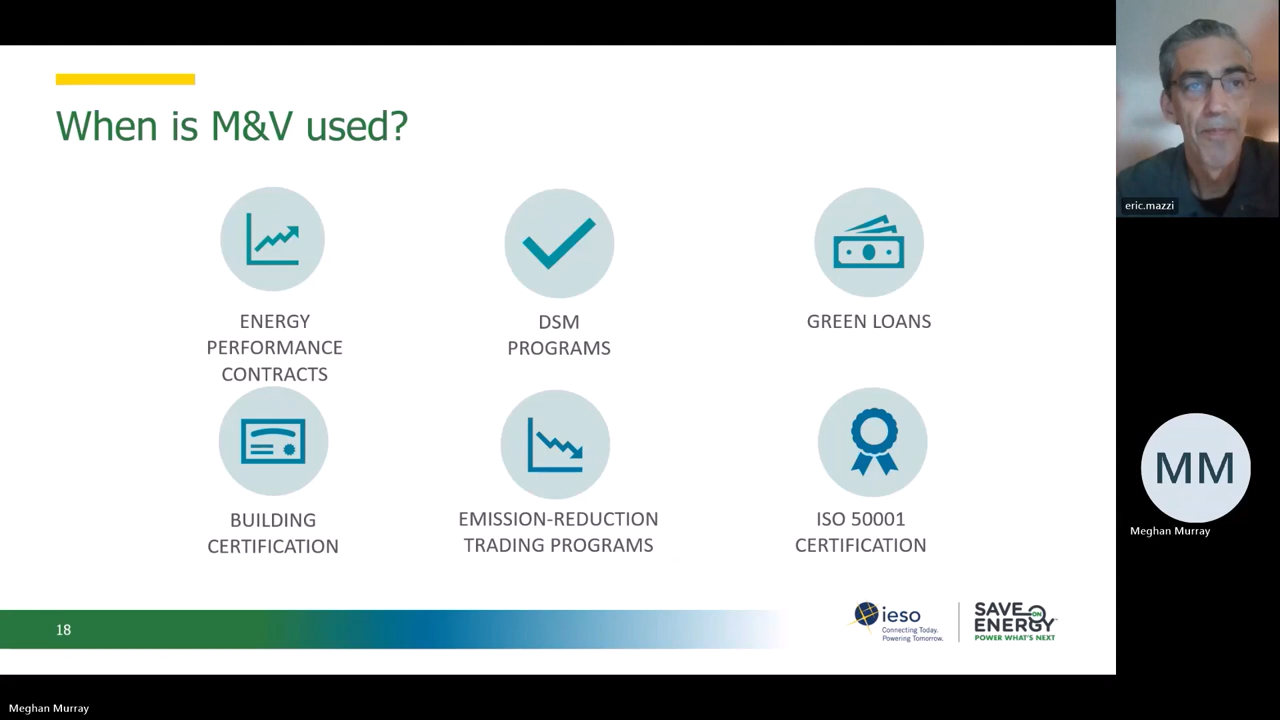 When is M&V used?
ENERGY
PERFORMANCE
CONTRACTS
DSM
PROGRAMS
GREEN LOANS
BUILDING
CERTIFICATION
EMISSION-REDUCTION
TRADING PROGRAMS
ISO 50001
CERTIFICATION
18
ieso
Connecting Today.
Powering Tomorrow.
SAVE ON
ENERGY
POWER WHAT'S NEXT
eric.mazzi
MM
Meghan Murray
Meghan Murray